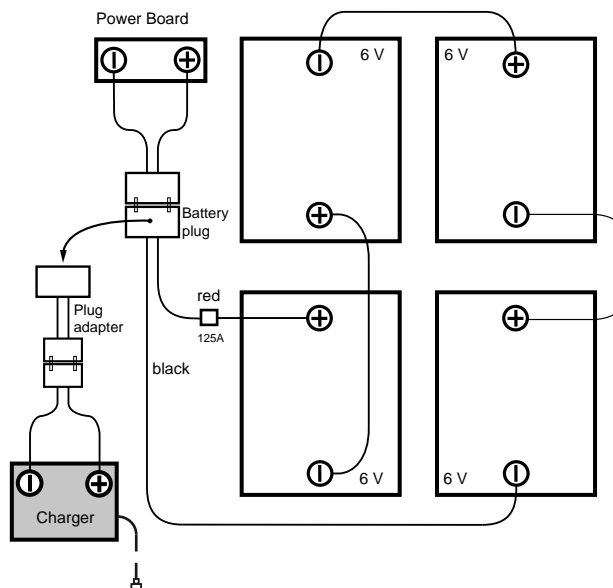 Power Board
6 V
6 V
Battery
plug
Plug
adapter
red
125A
black
6 V
6 V
Charger